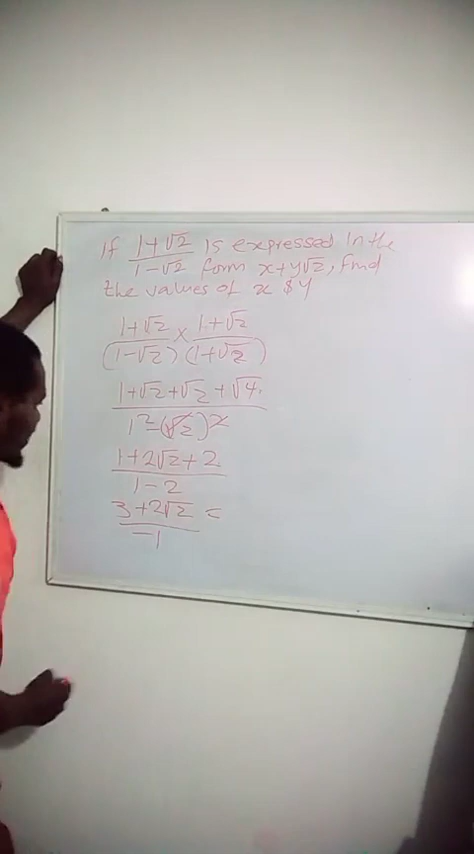 If 1+√2 / 1-√2 is expressed in the
form x+y√2, find
the values of x & y
1+√2 / (1-√2) × 1+√2 / (1+√2)
1+√2+√2+√4 / 1²-(√2)²
1+2√2+2 / 1-2
3+2√2 / -1 =